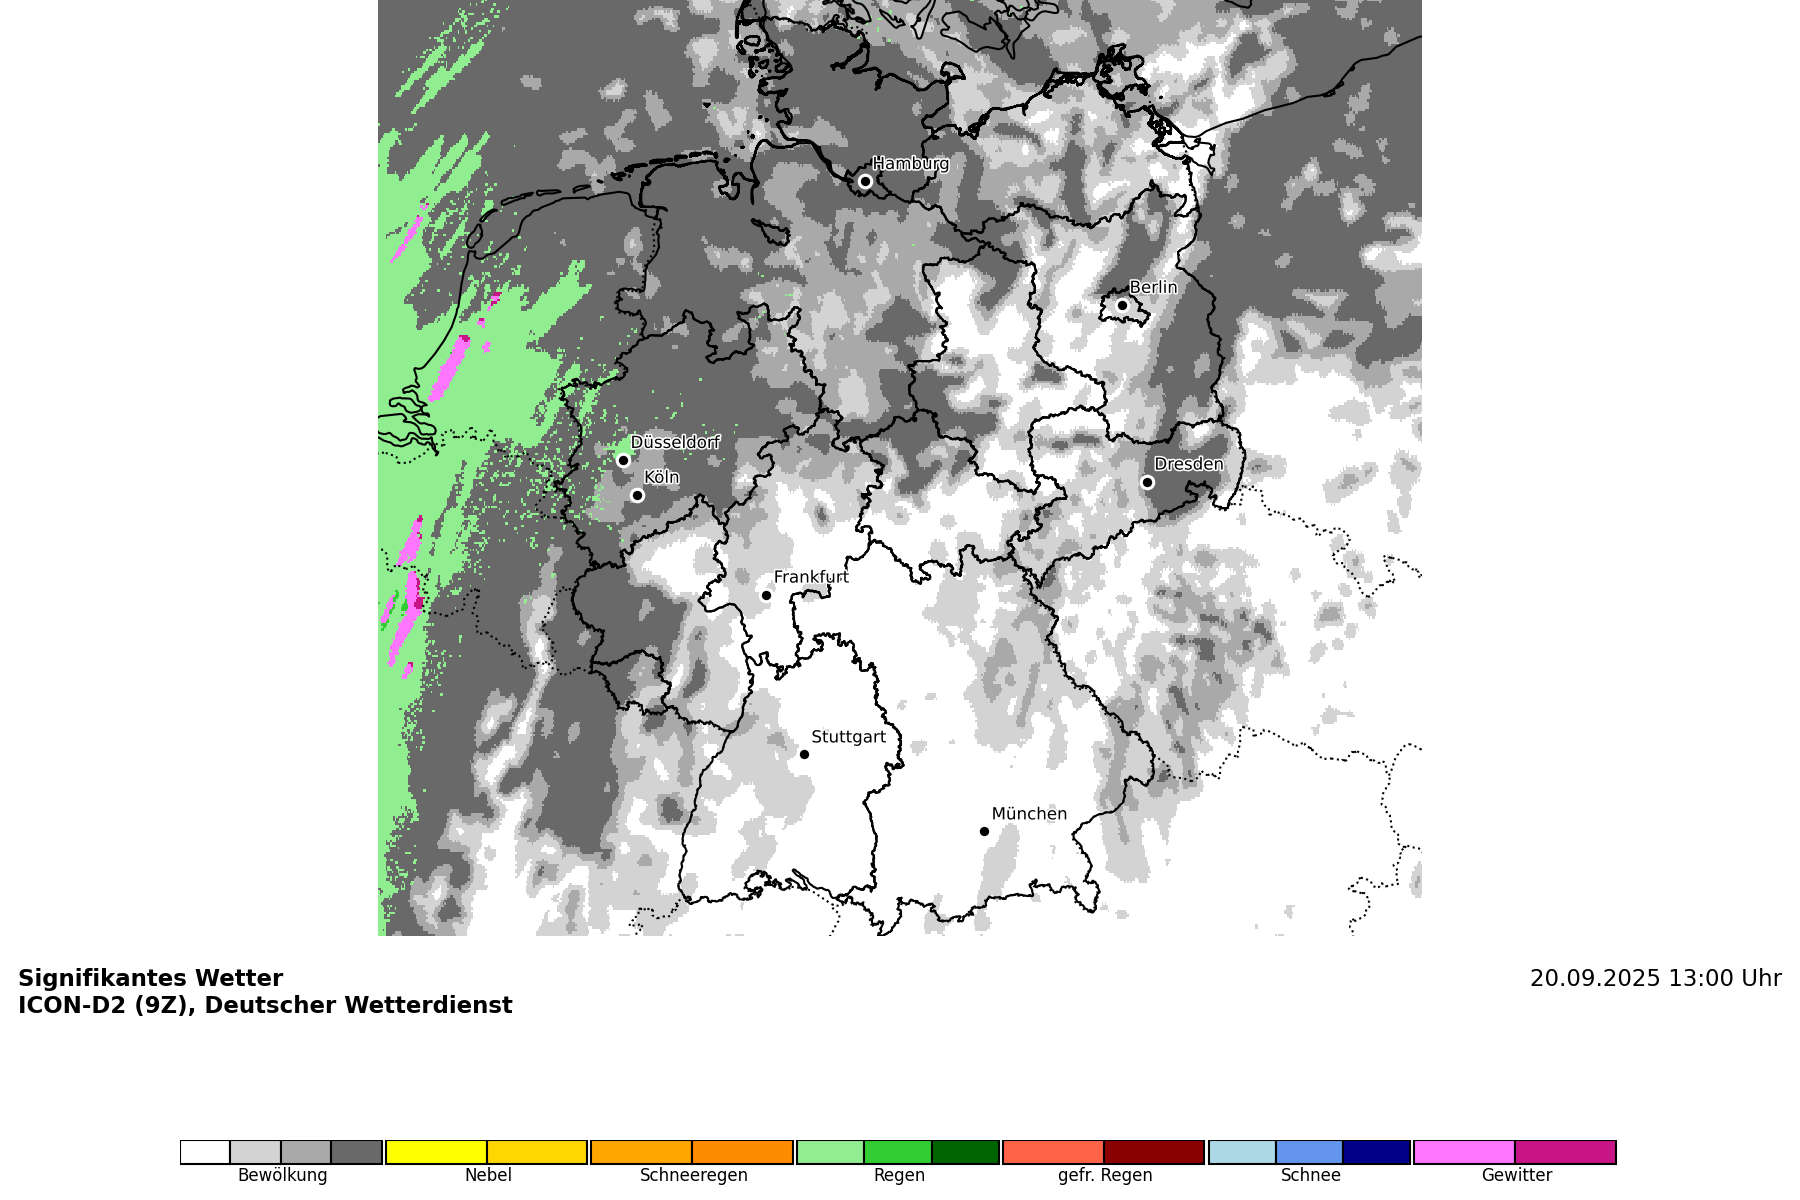 Hamburg
Berlin
Düsseldorf
Köln
Dresden
Frankfurt
Stuttgart
München
Signifikantes Wetter
20.09.2025 13:00 Uhr
ICON-D2 (9Z), Deutscher Wetterdienst
Bewölkung
Nebel
Schneeregen
Regen
gefr. Regen
Schnee
Gewitter